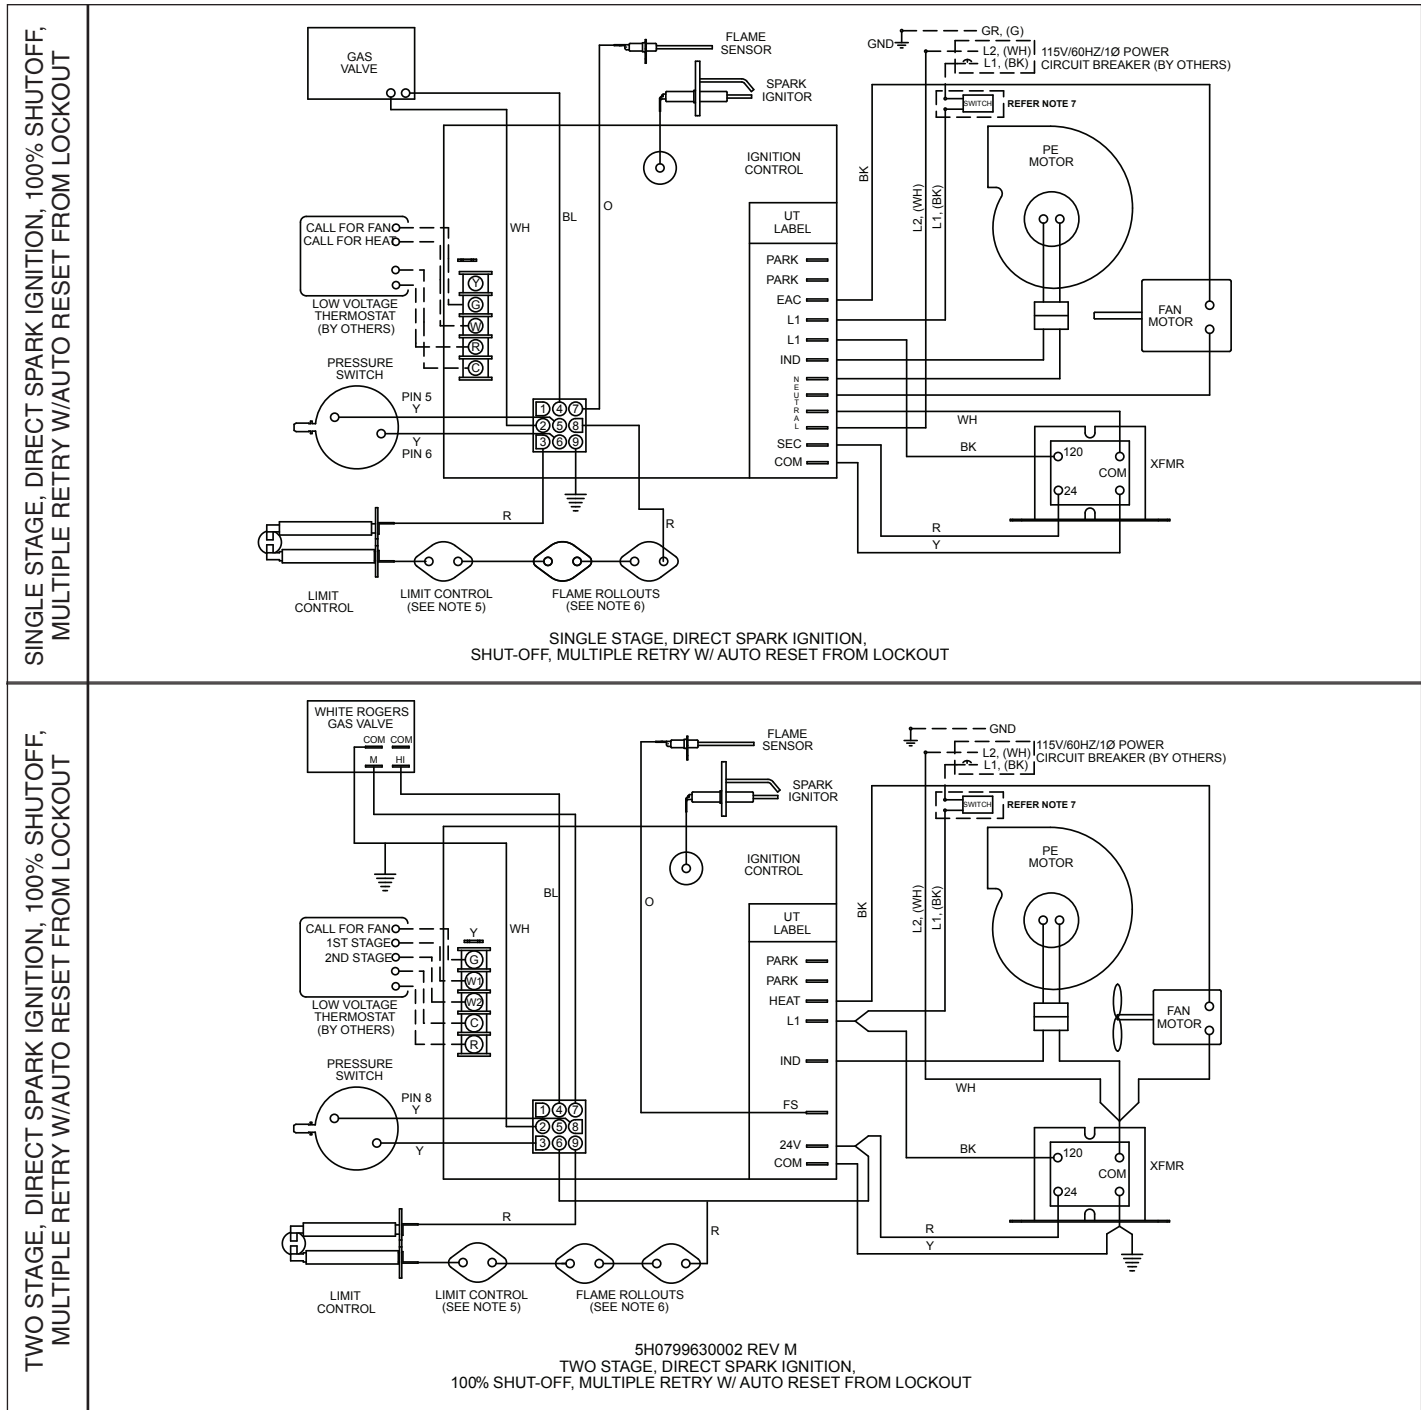 SINGLE STAGE, DIRECT SPARK IGNITION, 100% SHUTOFF,
MULTIPLE RETRY W/AUTO RESET FROM LOCKOUT
GAS
VALVE
FLAME
SENSOR
SPARK
IGNITOR
GND
GR, (G)
L2, (WH)
L1, (BK)
115V/60HZ/1Ø POWER
CIRCUIT BREAKER (BY OTHERS)
SWITCH
REFER NOTE 7
IGNITION
CONTROL
PE
MOTOR
BK
L2, (WH)
L1, (BK)
O
BL
WH
CALL FOR FAN
CALL FOR HEAT
LOW VOLTAGE
THERMOSTAT
(BY OTHERS)
Y
G
W
R
C
UT
LABEL
PARK
PARK
EAC
L1
L1
IND
NEUTRAL
SEC
COM
FAN
MOTOR
PRESSURE
SWITCH
PIN 5
Y
Y
PIN 6
1 4 7
2 5 8
3 6 9
WH
BK
120
COM
24
XFMR
R
Y
R
R
LIMIT
CONTROL
LIMIT CONTROL
(SEE NOTE 5)
FLAME ROLLOUTS
(SEE NOTE 6)
SINGLE STAGE, DIRECT SPARK IGNITION,
SHUT-OFF, MULTIPLE RETRY W/ AUTO RESET FROM LOCKOUT
TWO STAGE, DIRECT SPARK IGNITION, 100% SHUTOFF,
MULTIPLE RETRY W/AUTO RESET FROM LOCKOUT
WHITE ROGERS
GAS VALVE
COM COM
M HI
FLAME
SENSOR
SPARK
IGNITOR
GND
L2, (WH)
L1, (BK)
115V/60HZ/1Ø POWER
CIRCUIT BREAKER (BY OTHERS)
SWITCH
REFER NOTE 7
IGNITION
CONTROL
PE
MOTOR
BK
L2, (WH)
L1, (BK)
BL
O
WH
CALL FOR FAN
1ST STAGE
2ND STAGE
LOW VOLTAGE
THERMOSTAT
(BY OTHERS)
Y
G
W1
W2
C
R
UT
LABEL
PARK
PARK
HEAT
L1
IND
FS
24V
COM
FAN
MOTOR
PRESSURE
SWITCH
PIN 8
Y
Y
1 4 7
2 5 8
3 6 9
WH
BK
120
COM
24
XFMR
R
Y
R
R
LIMIT
CONTROL
LIMIT CONTROL
(SEE NOTE 5)
FLAME ROLLOUTS
(SEE NOTE 6)
5H0799630002 REV M
TWO STAGE, DIRECT SPARK IGNITION,
100% SHUT-OFF, MULTIPLE RETRY W/ AUTO RESET FROM LOCKOUT